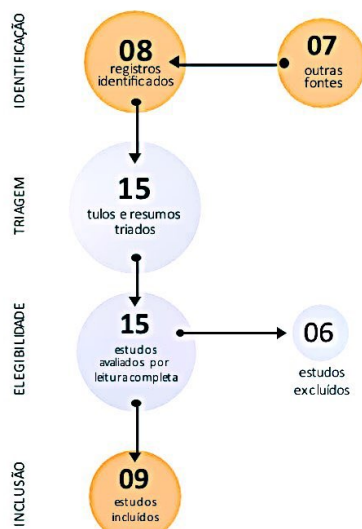 IDENTIFICAÇÃO
08
registros
identificados
07
outras
fontes
TRIAGEM
15
tulos e resumos
triados
ELEGIBILIDADE
15
estudos
avaliados por
leitura completa
06
estudos
excluídos
INCLUSÃO
09
estudos
incluídos